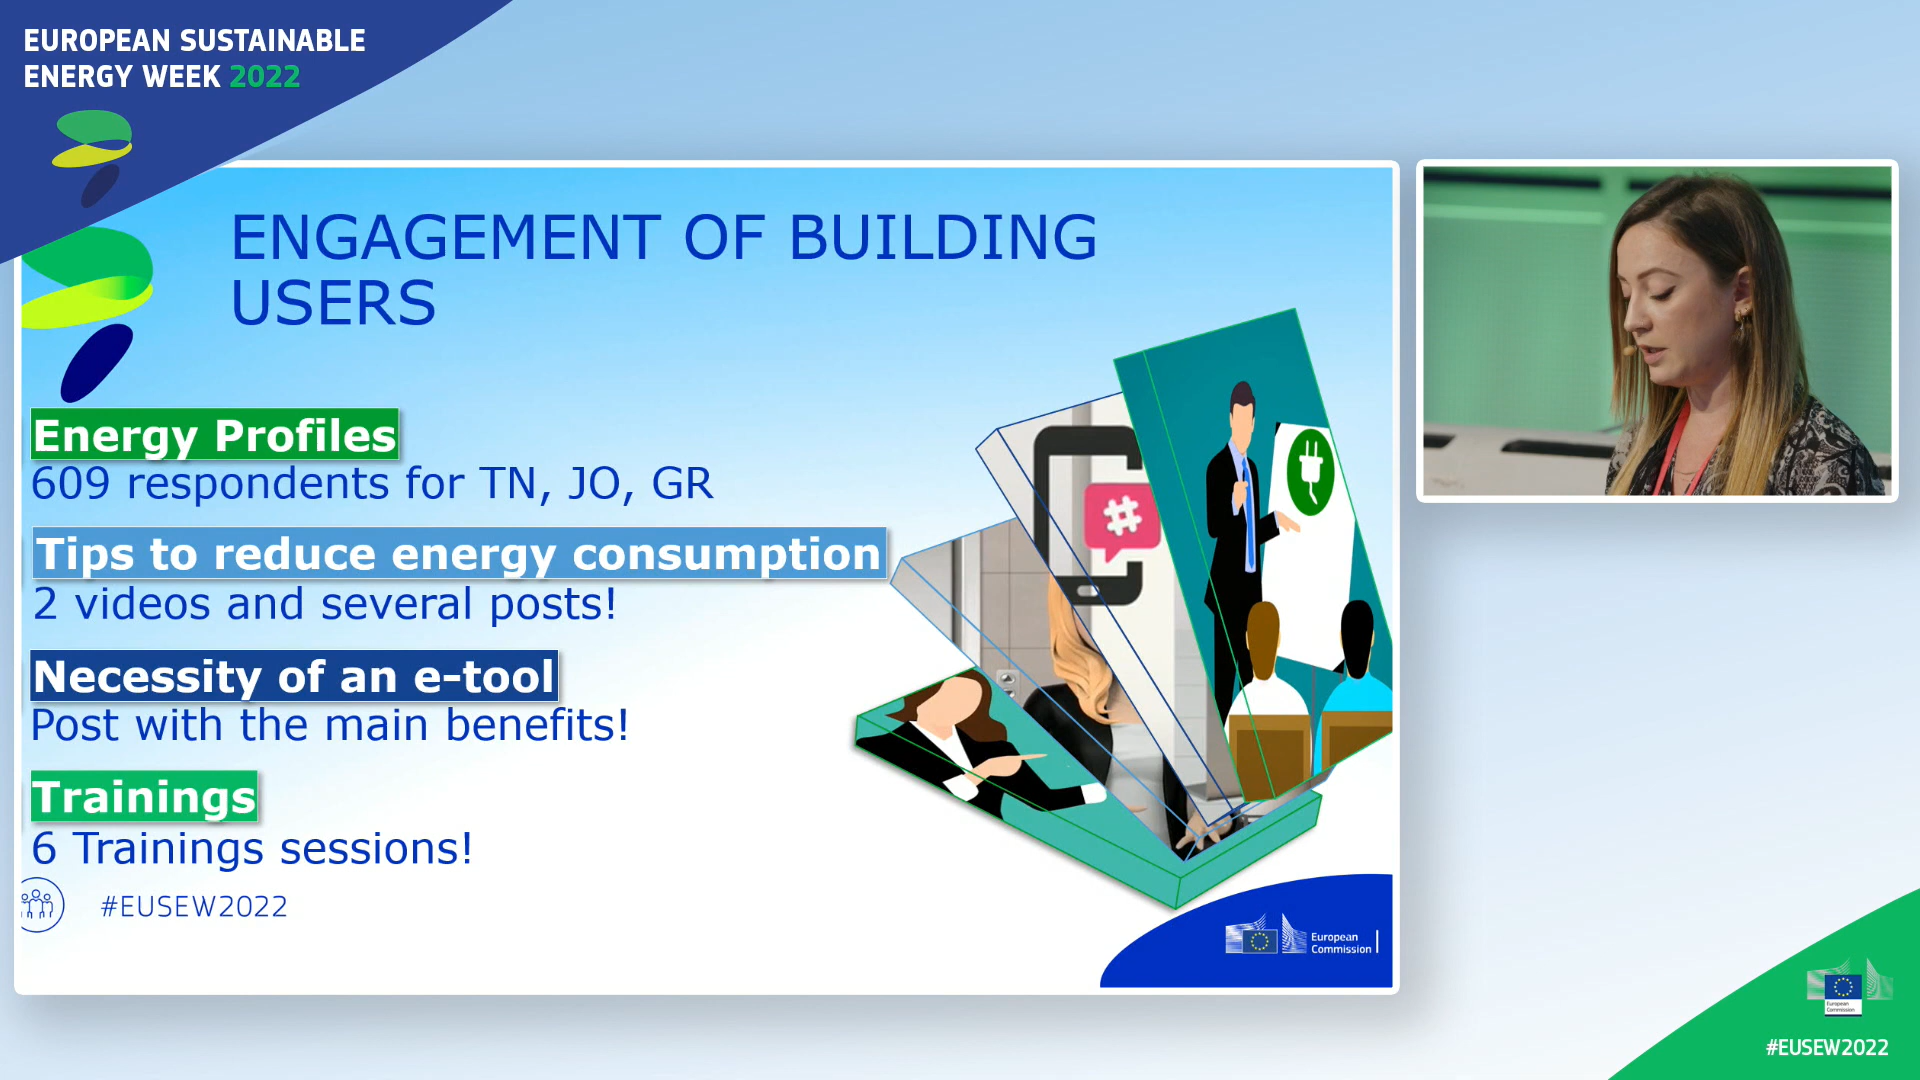 EUROPEAN SUSTAINABLE
ENERGY WEEK 2022
ENGAGEMENT OF BUILDING
USERS
Energy Profiles
609 respondents for TN, JO, GR
Tips to reduce energy consumption
2 videos and several posts!
Necessity of an e-tool
Post with the main benefits!
Trainings
6 Trainings sessions!
#EUSEW2022
#
European
Commission
European
Commission
#EUSEW2022